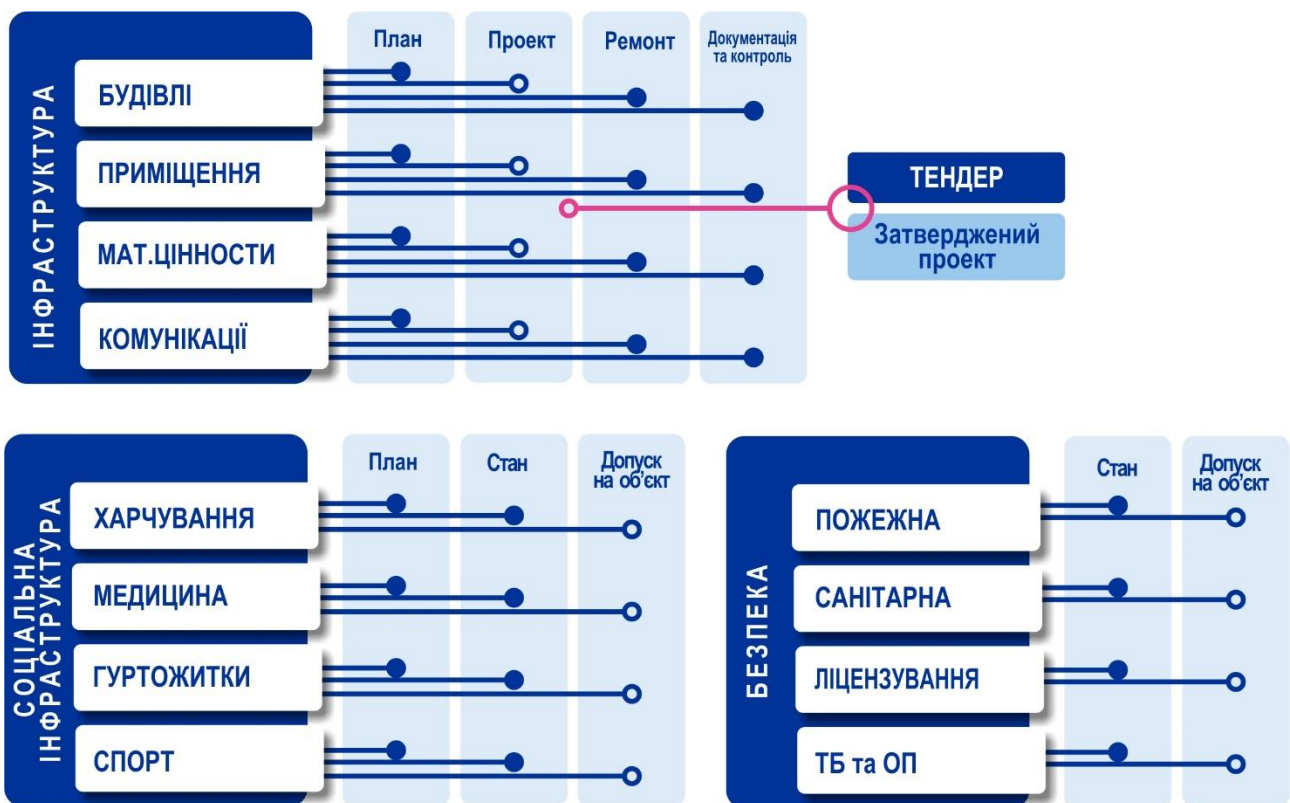 ІНФРАСТРУКТУРА
План
Проект
Ремонт
Документація
та контроль
БУДІВЛІ
ПРИМІЩЕННЯ
МАТ.ЦІННОСТИ
КОМУНІКАЦІЇ
ТЕНДЕР
Затверджений
проект
СОЦІАЛЬНА
ІНФРАСТРУКТУРА
План
Стан
Допуск
на об'єкт
ХАРЧУВАННЯ
МЕДИЦИНА
ГУРТОЖИТКИ
СПОРТ
БЕЗПЕКА
Стан
Допуск
на об'єкт
ПОЖЕЖНА
САНІТАРНА
ЛІЦЕНЗУВАННЯ
ТБ та ОП